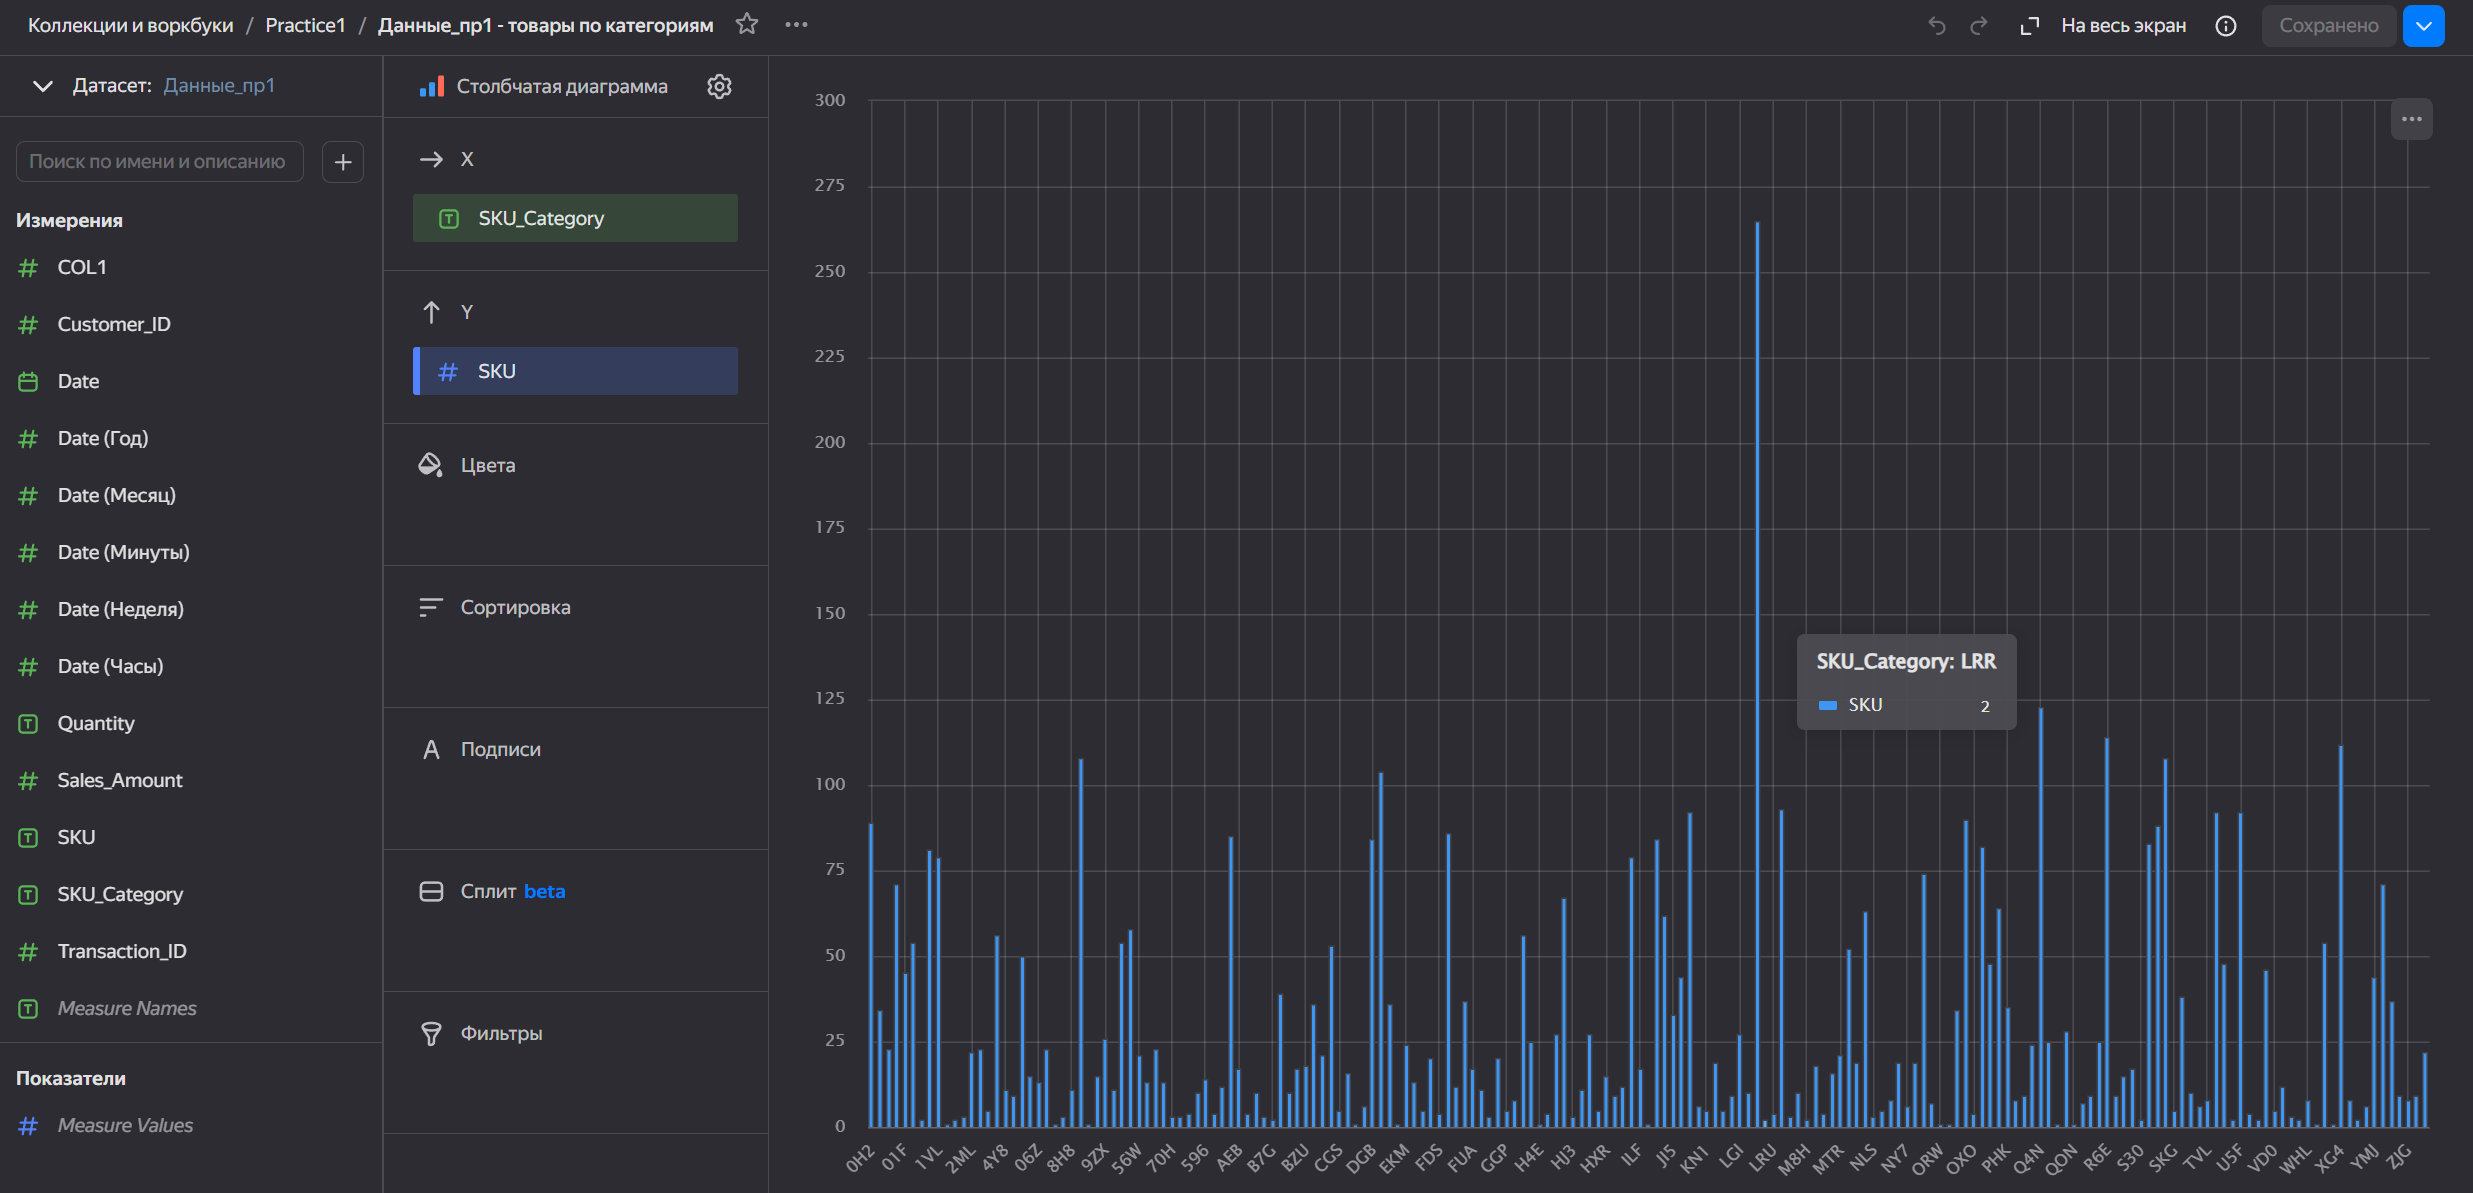 Коллекции и воркбуки / Practice1 / Данные_пр1 - товары по категориям
На весь экран
Сохранено
Датасет: Данные_пр1
Поиск по имени и описанию
Измерения
COL1
Customer_ID
Date
Date (Год)
Date (Месяц)
Date (Минуты)
Date (Неделя)
Date (Часы)
Quantity
Sales_Amount
SKU
SKU_Category
Transaction_ID
Measure Names
Показатели
Measure Values
Столбчатая диаграмма
X
SKU_Category
Y
SKU
Цвета
Сортировка
Подписи
Сплит beta
Фильтры
300
275
250
225
200
175
150
125
100
75
50
25
0
SKU_Category: LRR
SKU 2
0H2 01F 1VL 2ML 4Y8 06Z 8H8 9ZX 56W 70H 596 AEB B7G BZU CGS DGB EKM FDS FUA GGP H4E HJ3 HXR ILF JI5 KN1 LGI LRU M8H MTR NLS NY7 ORW OXO PHK Q4N QON R6E S30 SKG TVL U5F VD0 WHL XG4 YMJ ZJG